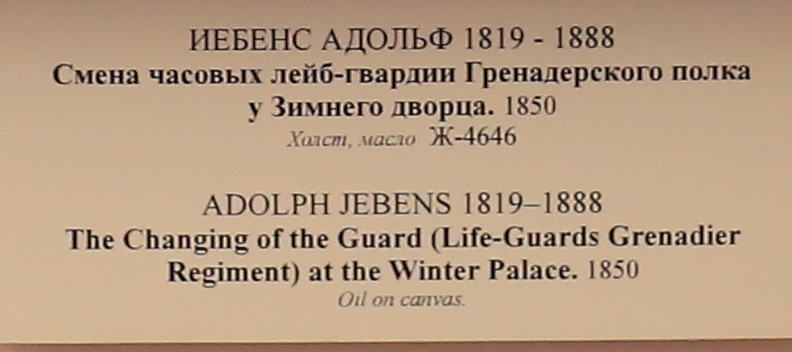 ИЕБЕНС АДОЛЬФ 1819 - 1888
Смена часовых лейб-гвардии Гренадерского полка
у Зимнего дворца. 1850
Холст, масло Ж-4646
ADOLPH JEBENS 1819–1888
The Changing of the Guard (Life-Guards Grenadier
Regiment) at the Winter Palace. 1850
Oil on canvas.